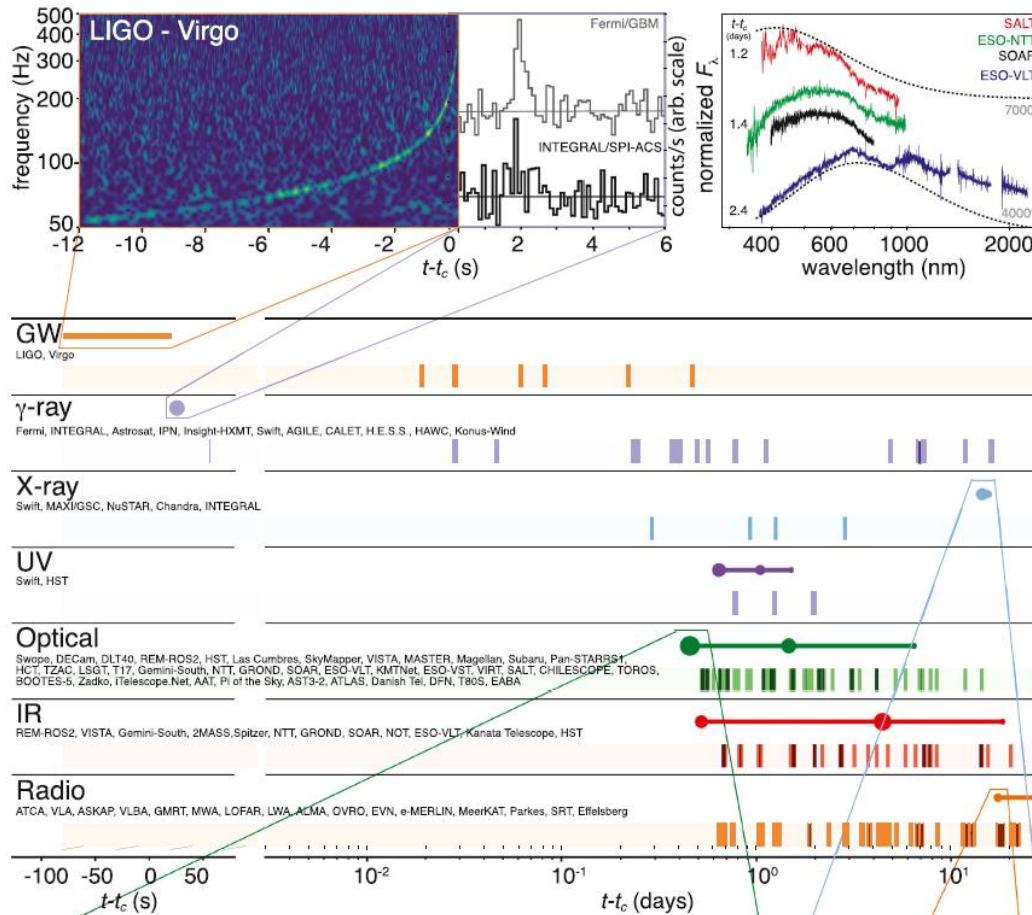 LIGO - Virgo
500
400
300
200
100
50
frequency (Hz)
-12 -10 -8 -6 -4 -2 0 2 4 6
t-tc (s)
Fermi/GBM
INTEGRAL/SPI-ACS
counts/s (arb. scale)
normalized Fλ
t-tc
(days)
1.2
1.4
2.4
SALT
ESO-NTT
SOAR
ESO-VLT
7000
4000
400 600 1000 2000
wavelength (nm)
GW
LIGO, Virgo
γ-ray
Fermi, INTEGRAL, Astrosat, IPN, Insight-HXMT, Swift, AGILE, CALET, H.E.S.S., HAWC, Konus-Wind
X-ray
Swift, MAXI/GSC, NuSTAR, Chandra, INTEGRAL
UV
Swift, HST
Optical
Swope, DECam, DLT40, REM-ROS2, HST, Las Cumbres, SkyMapper, VISTA, MASTER, Magellan, Subaru, Pan-STARRS1,
HCT, TZAC, LSGT, T17, Gemini-South, NTT, GROND, SOAR, ESO-VLT, KMTNet, ESO-VST, VIRT, SALT, CHILESCOPE, TOROS,
BOOTES-5, Zadko, iTelescope.Net, AAT, Pi of the Sky, AST3-2, ATLAS, Danish Tel, DFN, T80S, EABA
IR
REM-ROS2, VISTA, Gemini-South, 2MASS,Spitzer, NTT, GROND, SOAR, NOT, ESO-VLT, Kanata Telescope, HST
Radio
ATCA, VLA, ASKAP, VLBA, GMRT, MWA, LOFAR, LWA, ALMA, OVRO, EVN, e-MERLIN, MeerKAT, Parkes, SRT, Effelsberg
-100 -50 0 50 10-2 10-1 100 101
t-tc (s) t-tc (days)